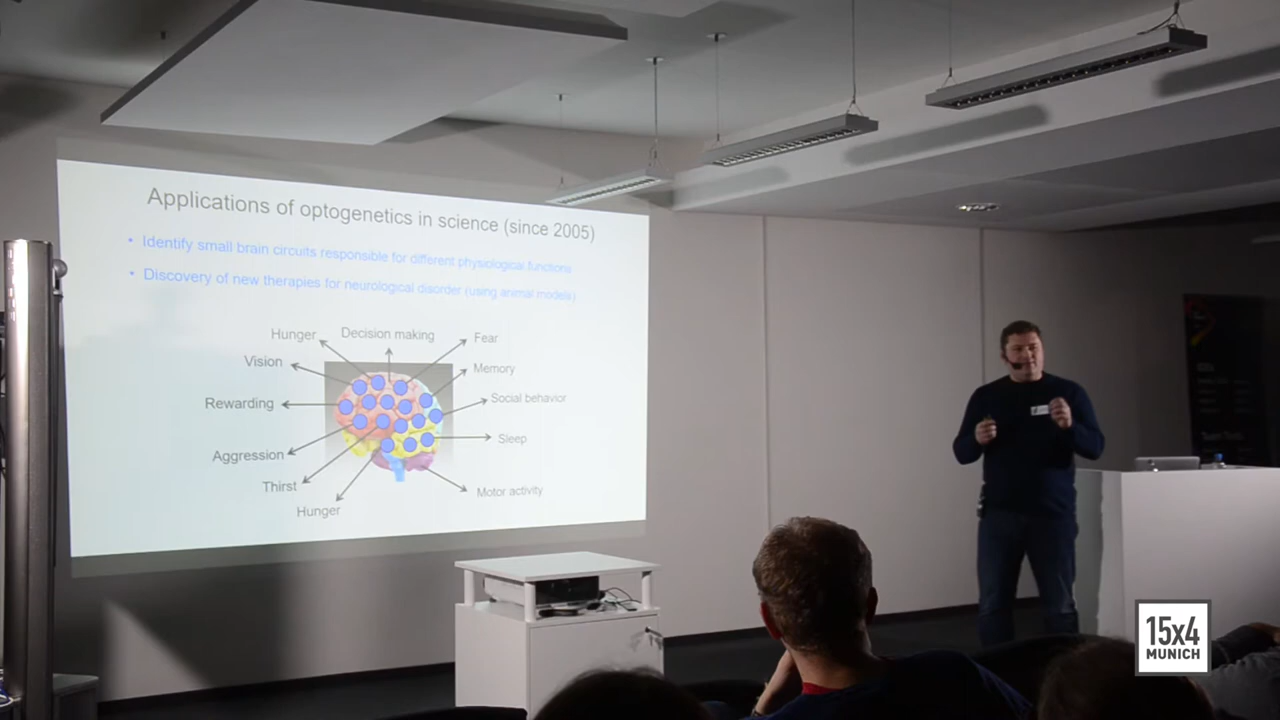 Applications of optogenetics in science (since 2005)
• Identify small brain circuits responsible for different physiological functions
• Discovery of new therapies for neurological disorder (using animal models)
Hunger
Decision making
Fear
Vision
Memory
Rewarding
Social behavior
Aggression
Sleep
Thirst
Motor activity
Hunger
15x4
MUNICH